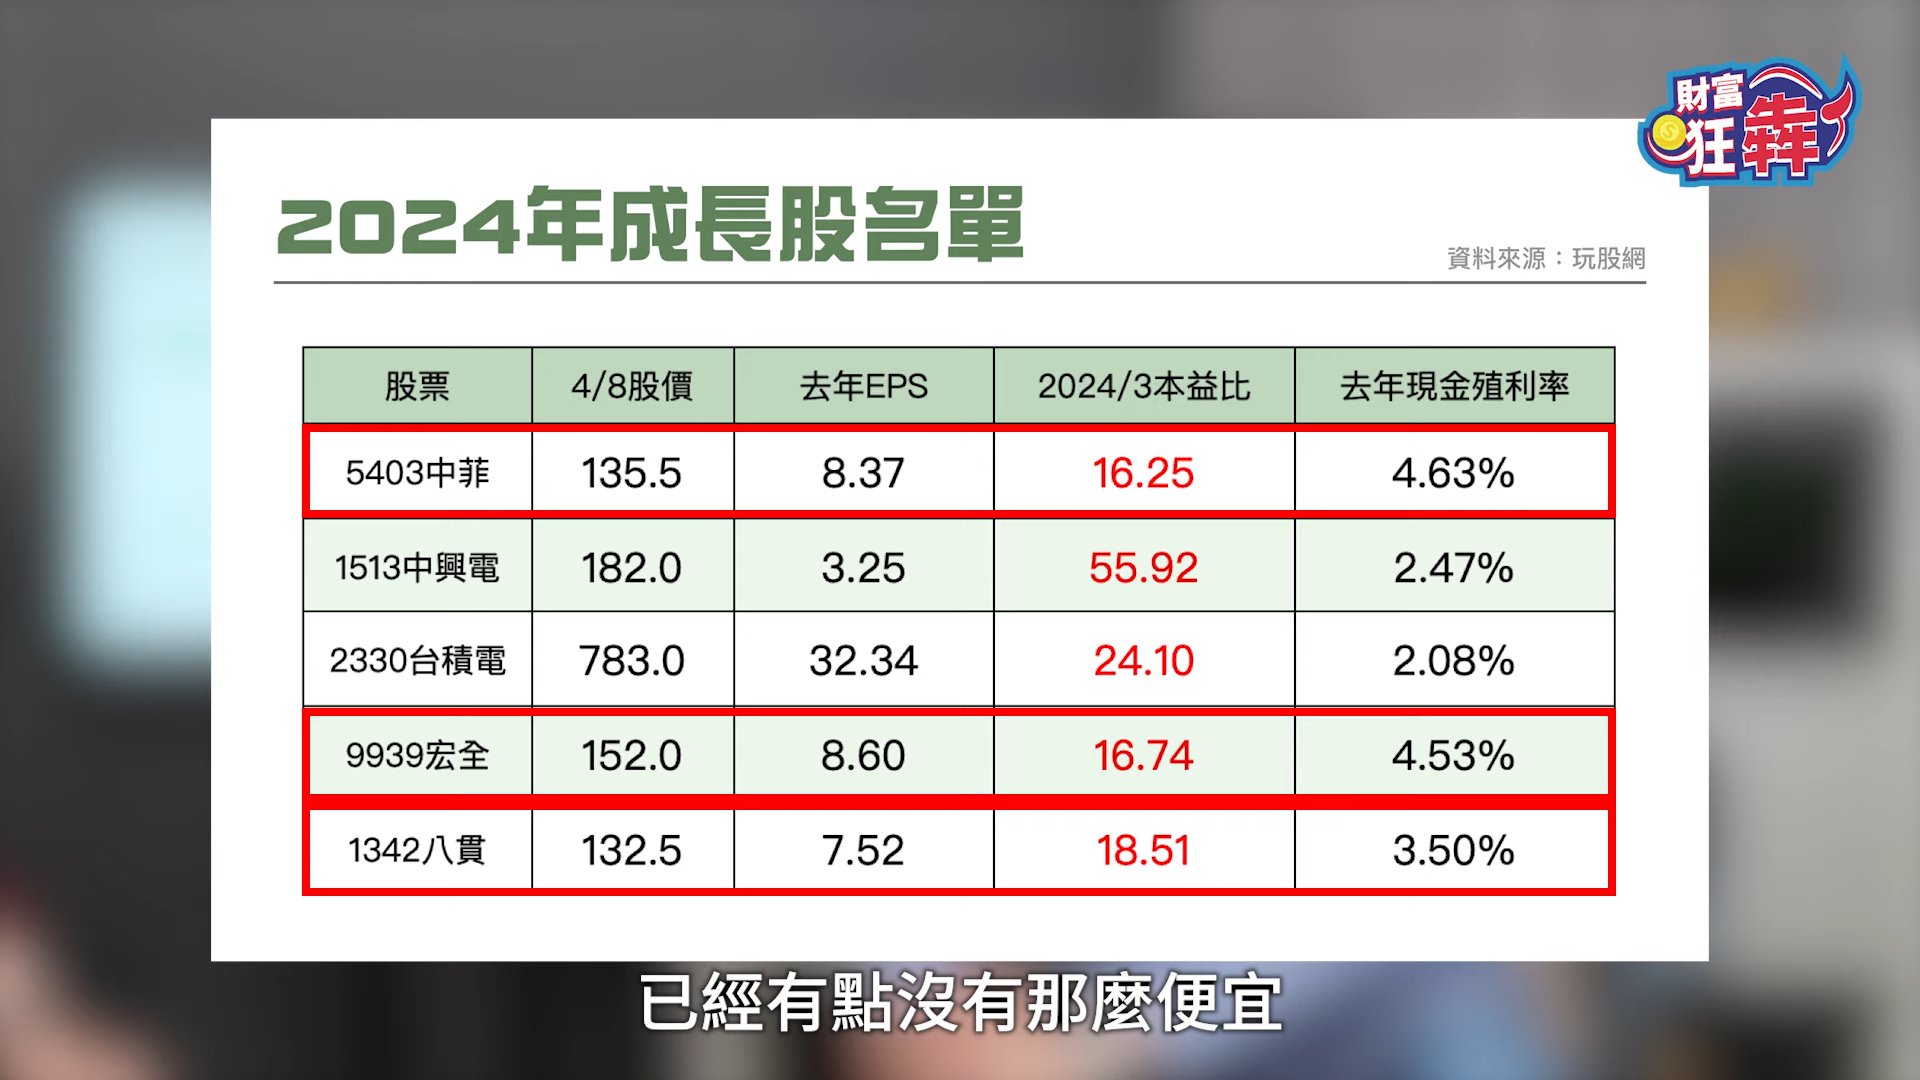 財富
狂犇
2024年成長股名單
資料來源：玩股網
股票 4/8股價 去年EPS 2024/3本益比 去年現金殖利率
5403中菲 135.5 8.37 16.25 4.63%
1513中興電 182.0 3.25 55.92 2.47%
2330台積電 783.0 32.34 24.10 2.08%
9939宏全 152.0 8.60 16.74 4.53%
1342八貫 132.5 7.52 18.51 3.50%
已經有點沒有那麼便宜